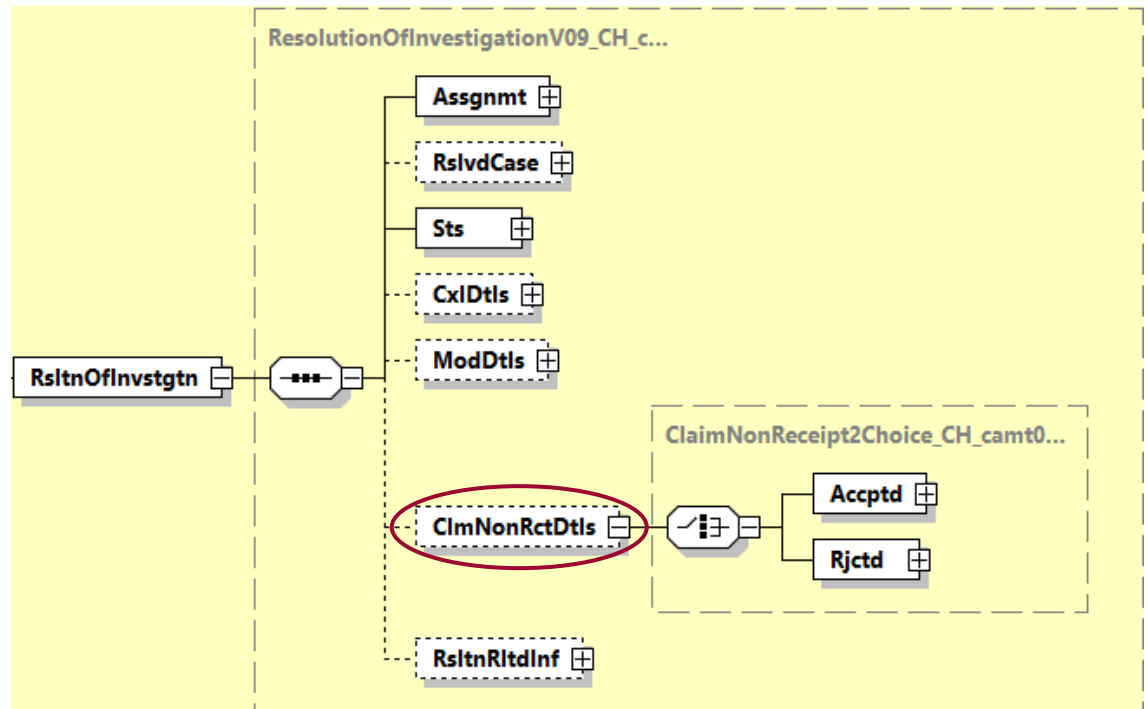 ResolutionOfInvestigationV09_CH_c...
Assgnmt
RslvdCase
Sts
CxlDtls
ModDtls
RsltnOfInvstgtn
ClaimNonReceipt2Choice_CH_camt0...
Accptd
ClmNonRctDtls
Rjctd
RsltnRltdInf